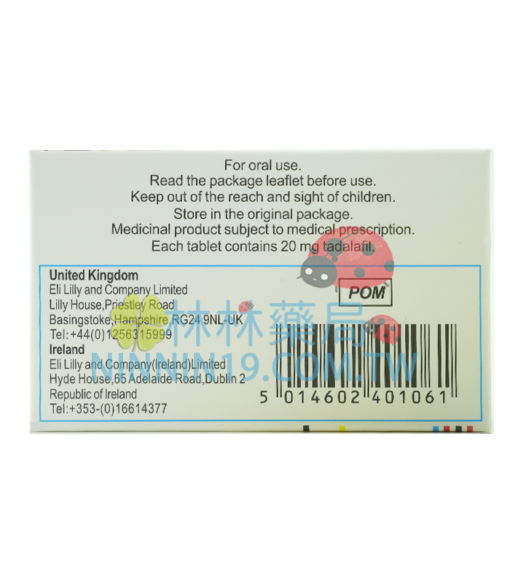 For oral use.
Read the package leaflet before use.
Keep out of the reach and sight of children.
Store in the original package.
Medicinal product subject to medical prescription.
Each tablet contains 20 mg tadalafil.
United Kingdom
Eli Lilly and Company Limited
Lilly House,Priestley Road
Basingstoke,Hampshire RG24 9NL-UK
Tel:+44(0)1256315999
Ireland
Eli Lilly and Company(Ireland)Limited
Hyde House,65 Adelaide Road,Dublin 2
Republic of Ireland
Tel:+353-(0)16614377
POM
5 014602 401061
林林藥局
NINNIN19.COM.TW